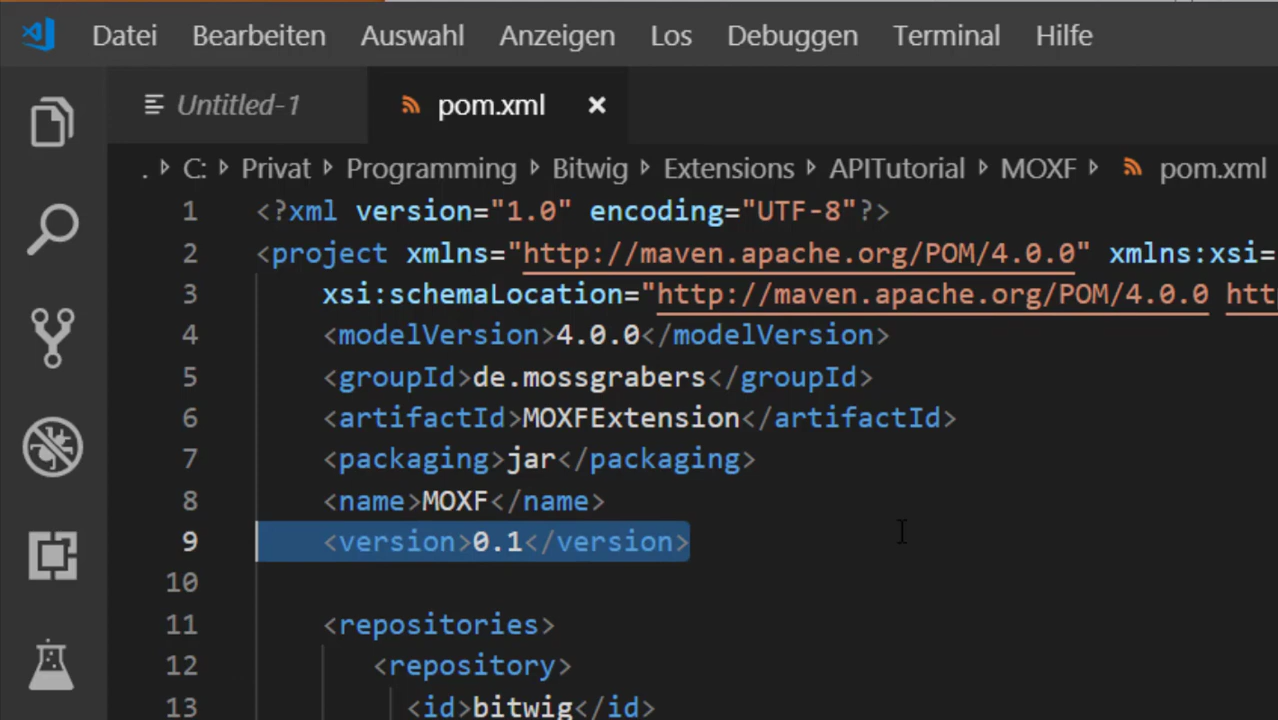 Datei Bearbeiten Auswahl Anzeigen Los Debuggen Terminal Hilfe
Untitled-1 pom.xml
. C: Privat Programming Bitwig Extensions APITutorial MOXF pom.xml
1 <?xml version="1.0" encoding="UTF-8"?>
2 <project xmlns="http://maven.apache.org/POM/4.0.0" xmlns:xsi=
3 xsi:schemaLocation="http://maven.apache.org/POM/4.0.0 htt
4 <modelVersion>4.0.0</modelVersion>
5 <groupId>de.mossgrabers</groupId>
6 <artifactId>MOXFExtension</artifactId>
7 <packaging>jar</packaging>
8 <name>MOXF</name>
9 <version>0.1</version>
10
11 <repositories>
12 <repository>
13 <id>bitwig</id>